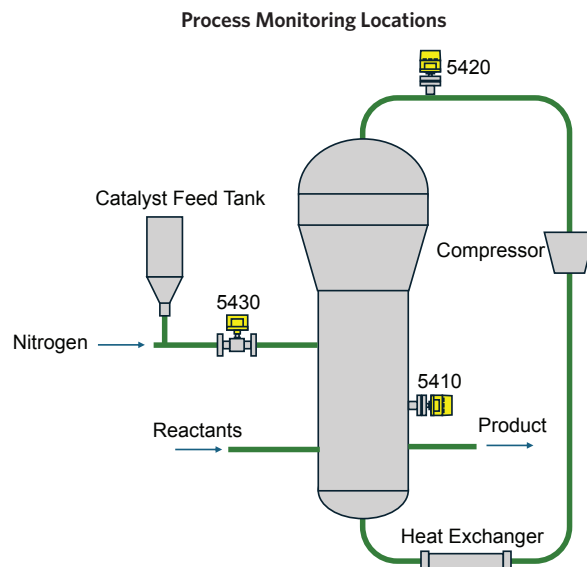 Process Monitoring Locations
5420
Catalyst Feed Tank
Compressor
5430
Nitrogen
5410
Reactants
Product
Heat Exchanger